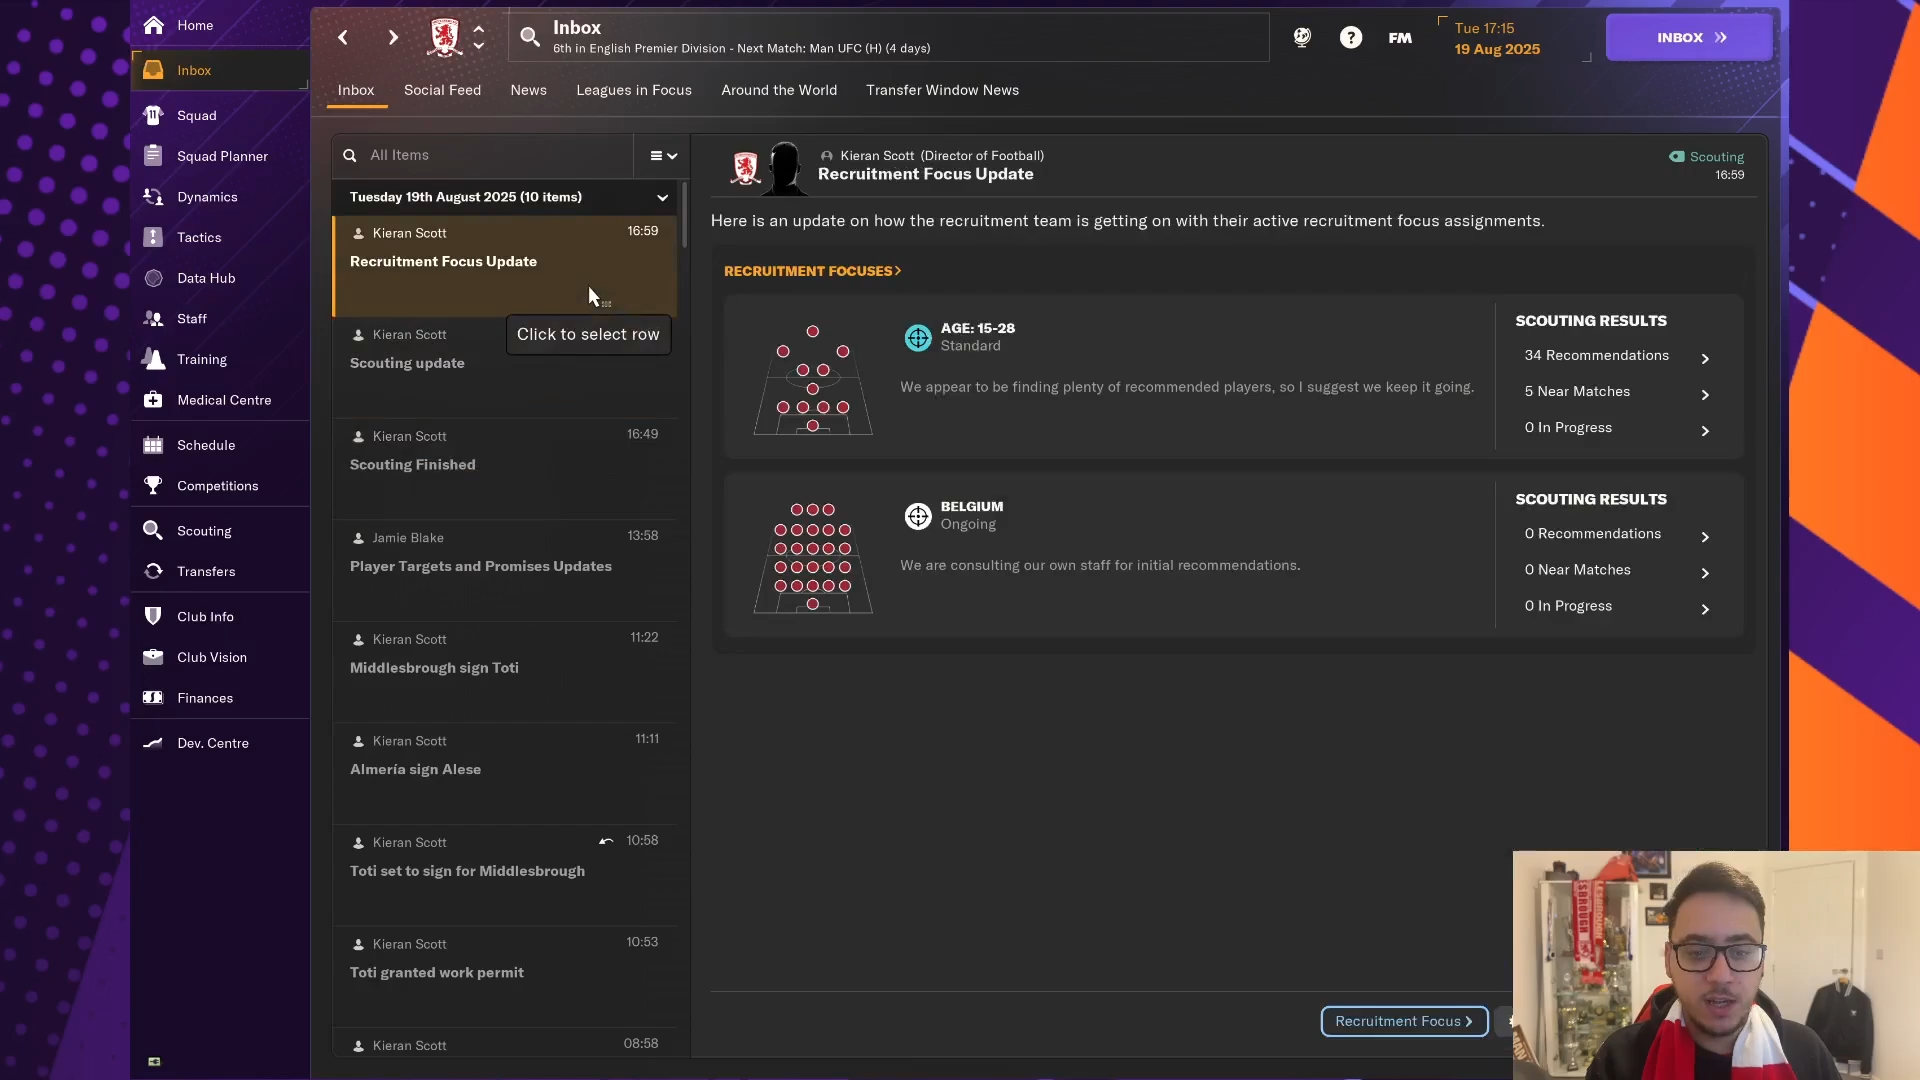 Home
Inbox
Squad
Squad Planner
Dynamics
Tactics
Data Hub
Staff
Training
Medical Centre
Schedule
Competitions
Scouting
Transfers
Club Info
Club Vision
Finances
Dev. Centre
Inbox
6th in English Premier Division - Next Match: Man UFC (H) (4 days)
?
FM
Tue 17:15
19 Aug 2025
INBOX
Inbox
Social Feed
News
Leagues in Focus
Around the World
Transfer Window News
All Items
Tuesday 19th August 2025 (10 items)
Kieran Scott 16:59
Recruitment Focus Update
Click to select row
Kieran Scott
Scouting update
Kieran Scott 16:49
Scouting Finished
Jamie Blake 13:58
Player Targets and Promises Updates
Kieran Scott 11:22
Middlesbrough sign Toti
Kieran Scott 11:11
Almería sign Alese
Kieran Scott 10:58
Toti set to sign for Middlesbrough
Kieran Scott 10:53
Toti granted work permit
Kieran Scott 08:58
Kieran Scott (Director of Football)
Recruitment Focus Update
Scouting
16:59
Here is an update on how the recruitment team is getting on with their active recruitment focus assignments.
RECRUITMENT FOCUSES
AGE: 15-28
Standard
We appear to be finding plenty of recommended players, so I suggest we keep it going.
SCOUTING RESULTS
34 Recommendations
5 Near Matches
0 In Progress
BELGIUM
Ongoing
We are consulting our own staff for initial recommendations.
SCOUTING RESULTS
0 Recommendations
0 Near Matches
0 In Progress
Recruitment Focus